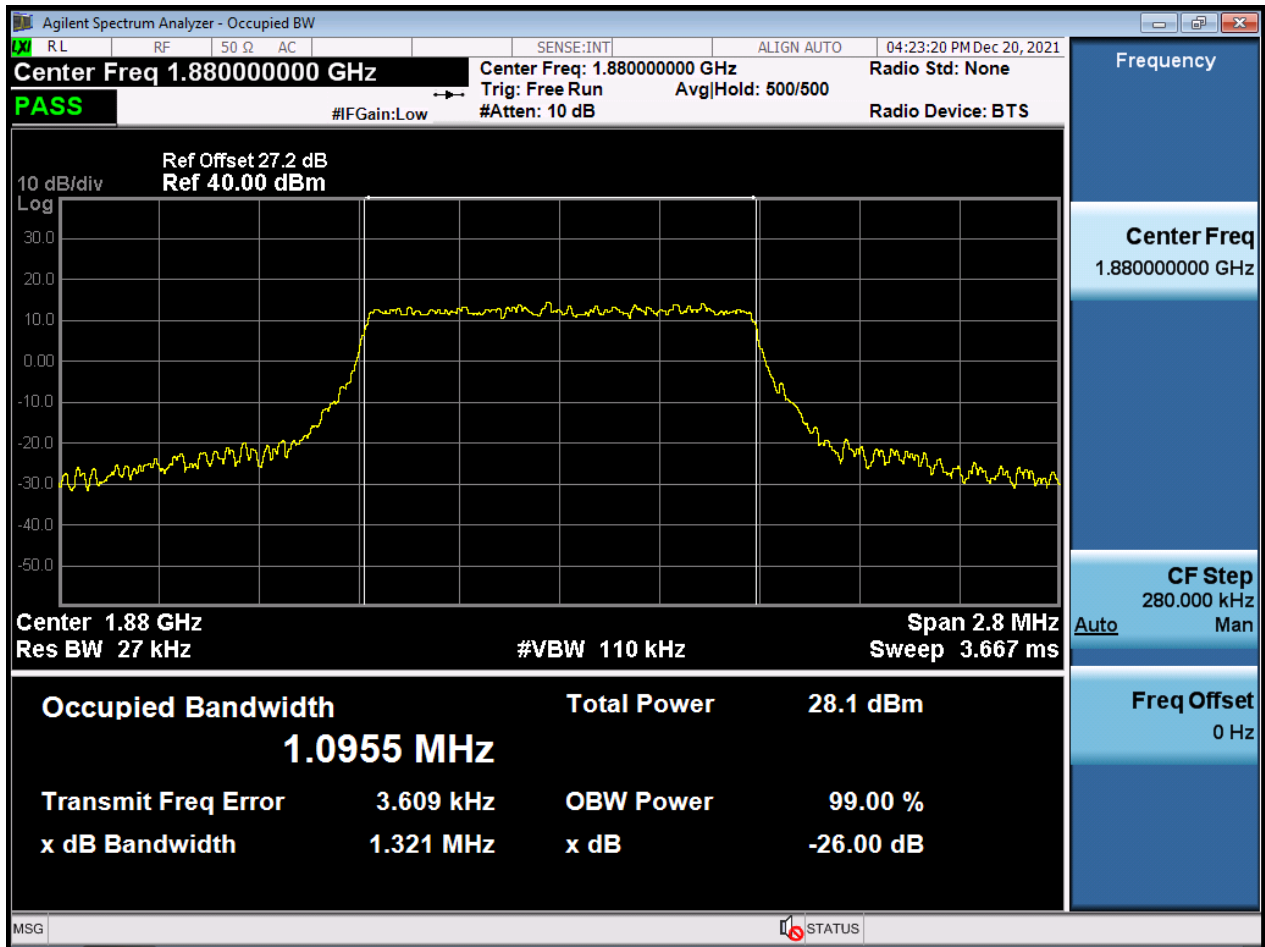 Agilent Spectrum Analyzer - Occupied BW
LXI RL RF 50 Ω AC SENSE:INT ALIGN AUTO 04:23:20 PM Dec 20, 2021
Center Freq 1.880000000 GHz
PASS
#IFGain:Low
Center Freq: 1.880000000 GHz
Trig: Free Run Avg|Hold: 500/500
#Atten: 10 dB
Radio Std: None
Radio Device: BTS
Ref Offset 27.2 dB
10 dB/div Ref 40.00 dBm
Log
30.0
20.0
10.0
0.00
-10.0
-20.0
-30.0
-40.0
-50.0
Center 1.88 GHz Span 2.8 MHz
Res BW 27 kHz #VBW 110 kHz Sweep 3.667 ms
Occupied Bandwidth Total Power 28.1 dBm
1.0955 MHz
Transmit Freq Error 3.609 kHz OBW Power 99.00 %
x dB Bandwidth 1.321 MHz x dB -26.00 dB
Frequency
Center Freq
1.880000000 GHz
CF Step
280.000 kHz
Auto Man
Freq Offset
0 Hz
MSG STATUS